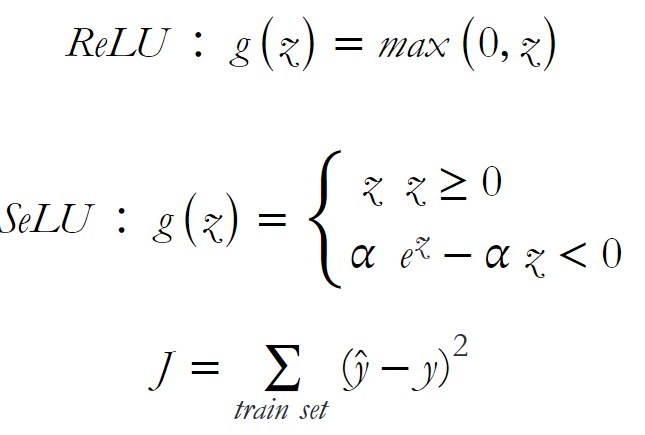 ReLU : g(z) = max(0, z)
SeLU : g(z) = { z z ≥ 0
α e^z − α z < 0
J = ∑ (ŷ − y)²
train set